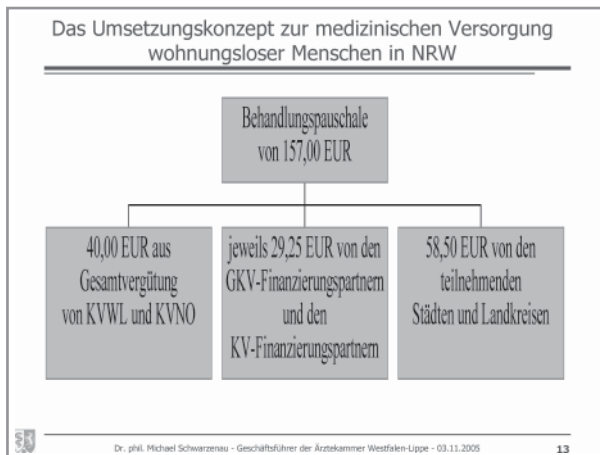 Das Umsetzungskonzept zur medizinischen Versorgung
wohnungsloser Menschen in NRW
Behandlungspauschale
von 157,00 EUR
40,00 EUR aus
Gesamtvergütung
von KVWL und KVNO
jeweils 29,25 EUR von den
GKV-Finanzierungspartnern
und den
KV-Finanzierungspartnern
58,50 EUR von den
teilnehmenden
Städten und Landkreisen
Dr. phil. Michael Schwarzenau - Geschäftsführer der Ärztekammer Westfalen-Lippe - 03.11.2005
13